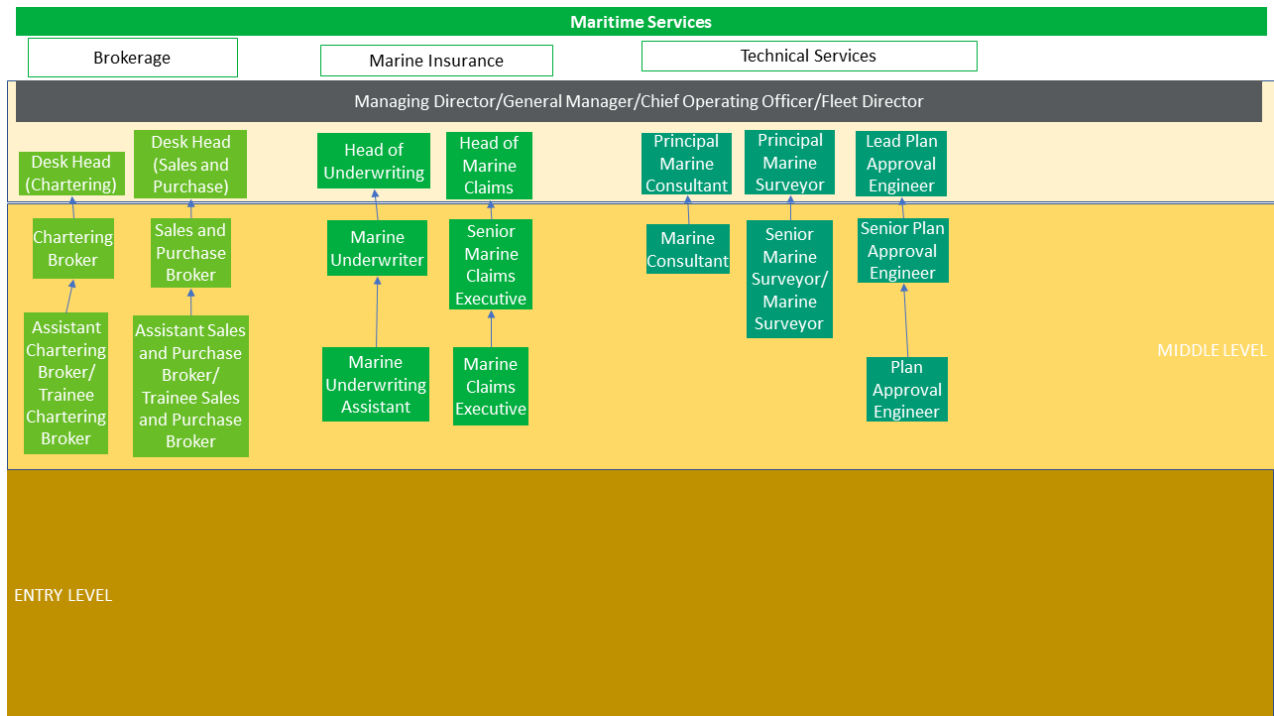 Maritime Services
Brokerage
Marine Insurance
Technical Services
Managing Director/General Manager/Chief Operating Officer/Fleet Director
Desk Head
(Chartering)
Desk Head
(Sales and
Purchase)
Head of
Underwriting
Head of
Marine
Claims
Principal
Marine
Consultant
Principal
Marine
Surveyor
Lead Plan
Approval
Engineer
Chartering
Broker
Sales and
Purchase
Broker
Marine
Underwriter
Senior
Marine
Claims
Executive
Marine
Consultant
Senior
Marine
Surveyor/
Marine
Surveyor
Senior Plan
Approval
Engineer
Assistant
Chartering
Broker/
Trainee
Chartering
Broker
Assistant Sales
and Purchase
Broker/
Trainee Sales
and Purchase
Broker
Marine
Underwriting
Assistant
Marine
Claims
Executive
Plan
Approval
Engineer
MIDDLE LEVEL
ENTRY LEVEL